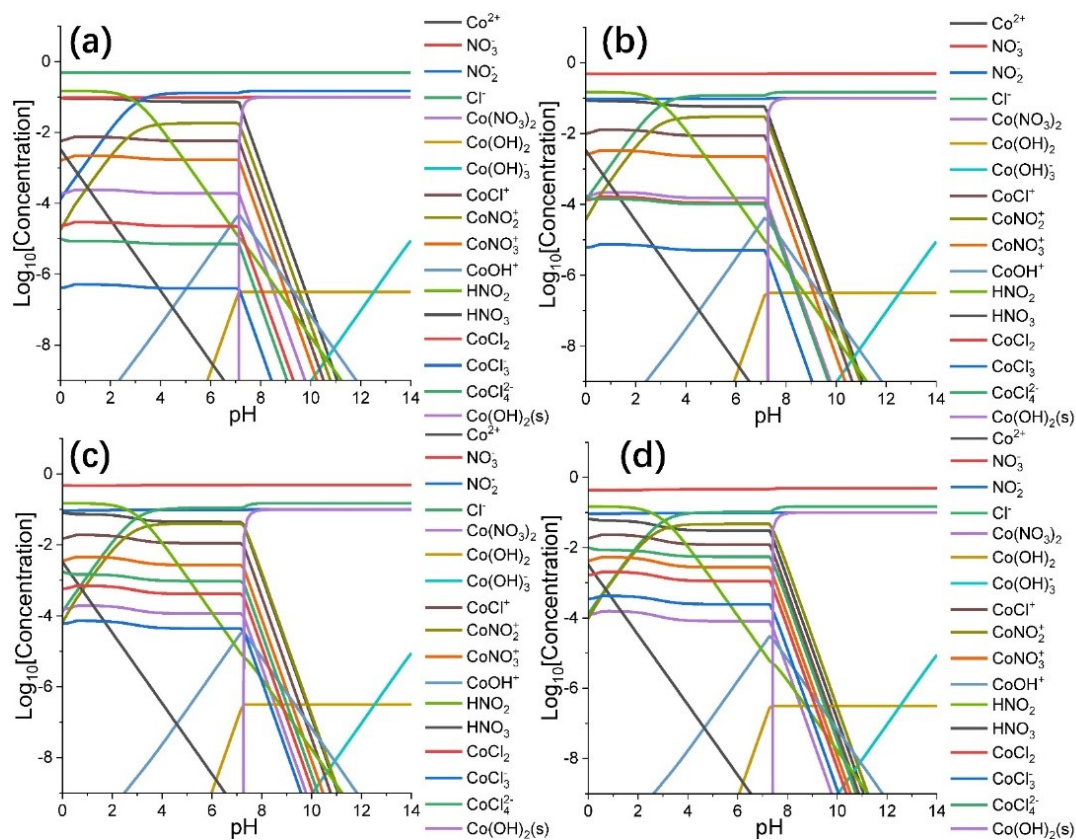 (a)
Log₁₀[Concentration]
0
-2
-4
-6
-8
0 2 4 6 8 10 12 14
pH
Co²⁺
NO₃⁻
NO₂⁻
Cl⁻
Co(NO₃)₂
Co(OH)₂
Co(OH)₃⁻
CoCl⁺
CoNO₂⁺
CoNO₃⁺
CoOH⁺
HNO₂
HNO₃
CoCl₂
CoCl₃⁻
CoCl₄²⁻
Co(OH)₂(s)
(b)
Log₁₀[Concentration]
0
-2
-4
-6
-8
0 2 4 6 8 10 12 14
pH
Co²⁺
NO₃⁻
NO₂⁻
Cl⁻
Co(NO₃)₂
Co(OH)₂
Co(OH)₃⁻
CoCl⁺
CoNO₂⁺
CoNO₃⁺
CoOH⁺
HNO₂
HNO₃
CoCl₂
CoCl₃⁻
CoCl₄²⁻
Co(OH)₂(s)
(c)
Log₁₀[Concentration]
0
-2
-4
-6
-8
0 2 4 6 8 10 12 14
pH
Co²⁺
NO₃⁻
NO₂⁻
Cl⁻
Co(NO₃)₂
Co(OH)₂
Co(OH)₃⁻
CoCl⁺
CoNO₂⁺
CoNO₃⁺
CoOH⁺
HNO₂
HNO₃
CoCl₂
CoCl₃⁻
CoCl₄²⁻
Co(OH)₂(s)
(d)
Log₁₀[Concentration]
0
-2
-4
-6
-8
0 2 4 6 8 10 12 14
pH
Co²⁺
NO₃⁻
NO₂⁻
Cl⁻
Co(NO₃)₂
Co(OH)₂
Co(OH)₃⁻
CoCl⁺
CoNO₂⁺
CoNO₃⁺
CoOH⁺
HNO₂
HNO₃
CoCl₂
CoCl₃⁻
CoCl₄²⁻
Co(OH)₂(s)